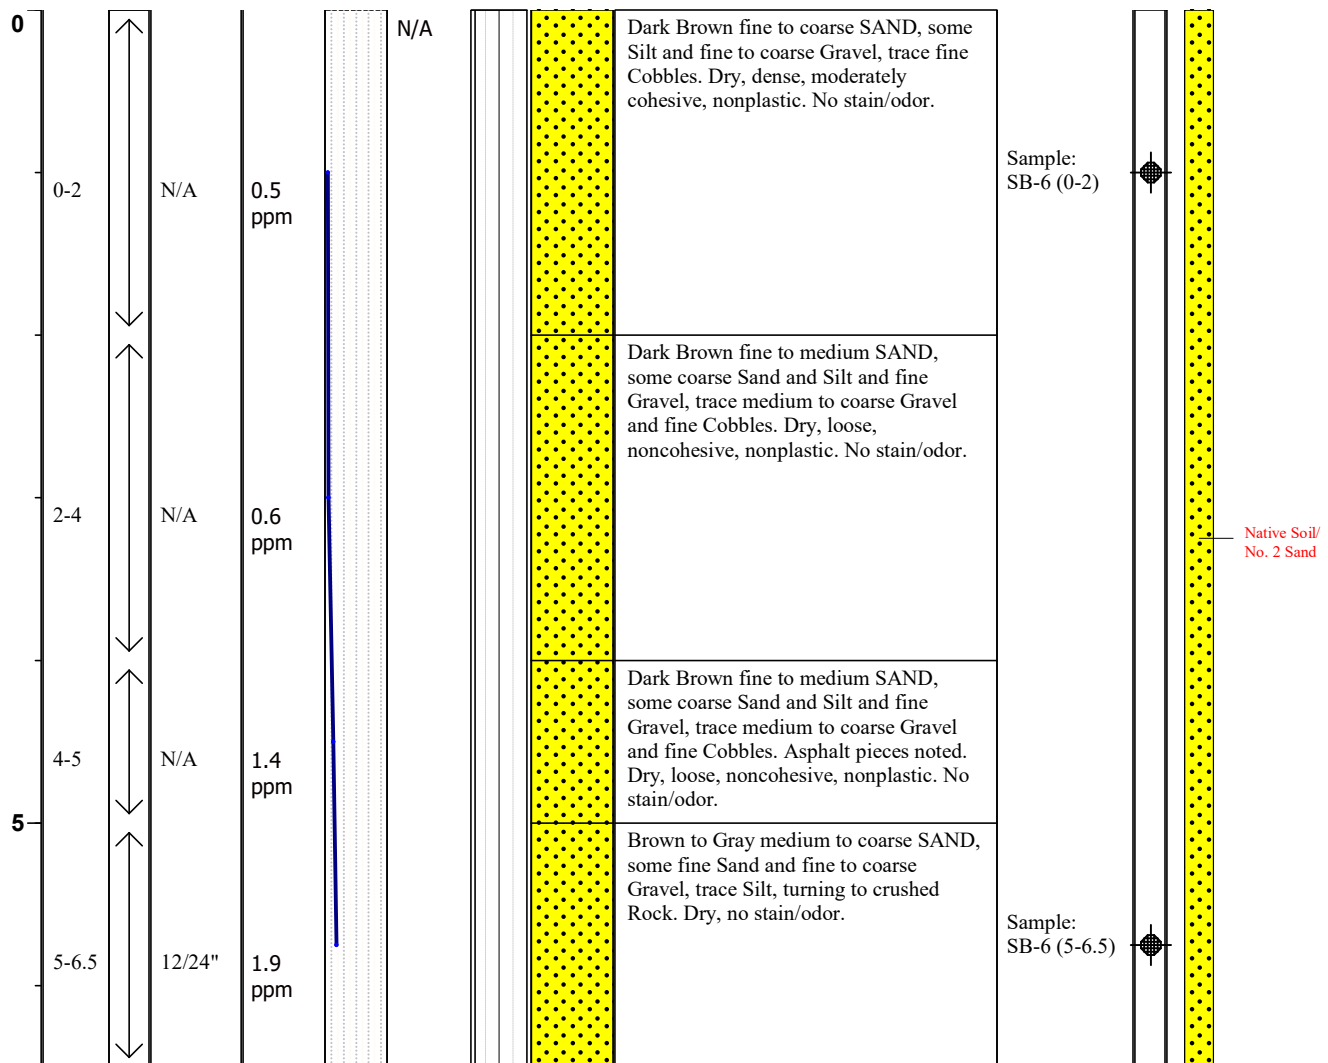 0
N/A
Dark Brown fine to coarse SAND, some
Silt and fine to coarse Gravel, trace fine
Cobbles. Dry, dense, moderately
cohesive, nonplastic. No stain/odor.
0-2
N/A
0.5
ppm
Sample:
SB-6 (0-2)
Dark Brown fine to medium SAND,
some coarse Sand and Silt and fine
Gravel, trace medium to coarse Gravel
and fine Cobbles. Dry, loose,
noncohesive, nonplastic. No stain/odor.
2-4
N/A
0.6
ppm
Native Soil/
No. 2 Sand
Dark Brown fine to medium SAND,
some coarse Sand and Silt and fine
Gravel, trace medium to coarse Gravel
and fine Cobbles. Asphalt pieces noted.
Dry, loose, noncohesive, nonplastic. No
stain/odor.
4-5
N/A
1.4
ppm
5
Brown to Gray medium to coarse SAND,
some fine Sand and fine to coarse
Gravel, trace Silt, turning to crushed
Rock. Dry, no stain/odor.
5-6.5
12/24"
1.9
ppm
Sample:
SB-6 (5-6.5)